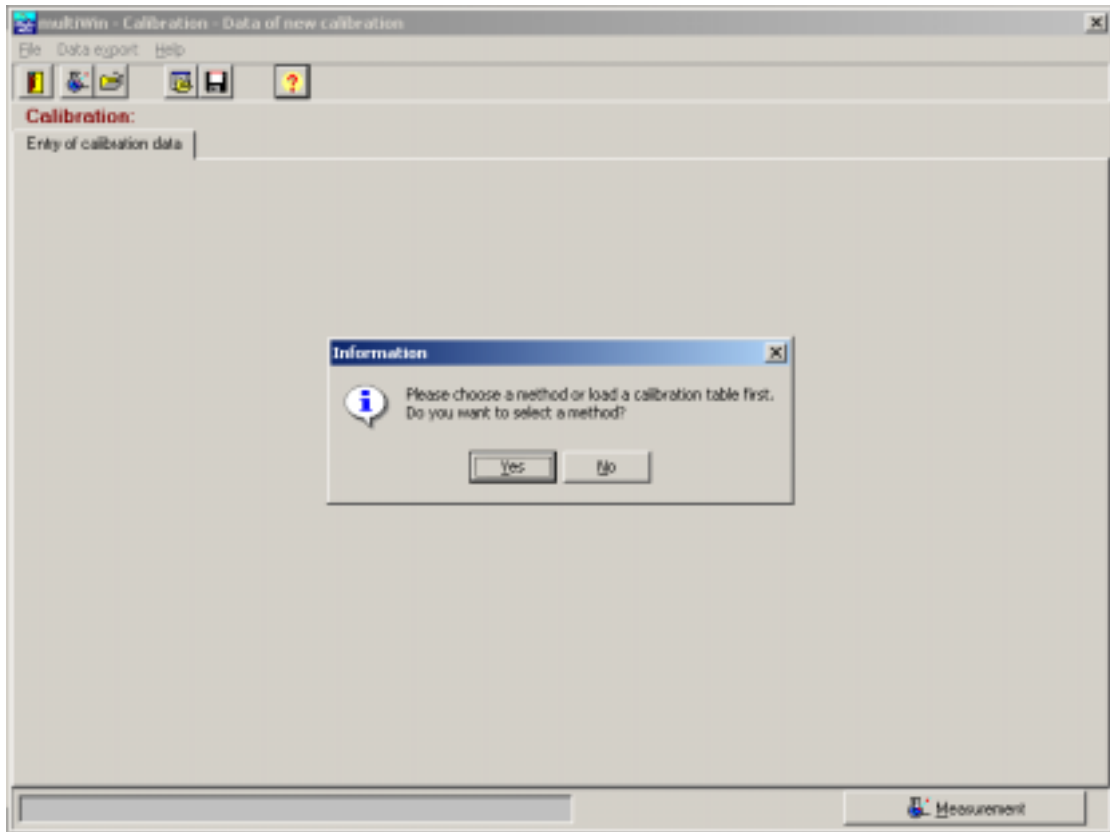 multiWin - Calibration - Data of new calibration
File Data export Help
Calibration:
Entry of calibration data
Information
Please choose a method or load a calibration table first.
Do you want to select a method?
Yes No
Measurement